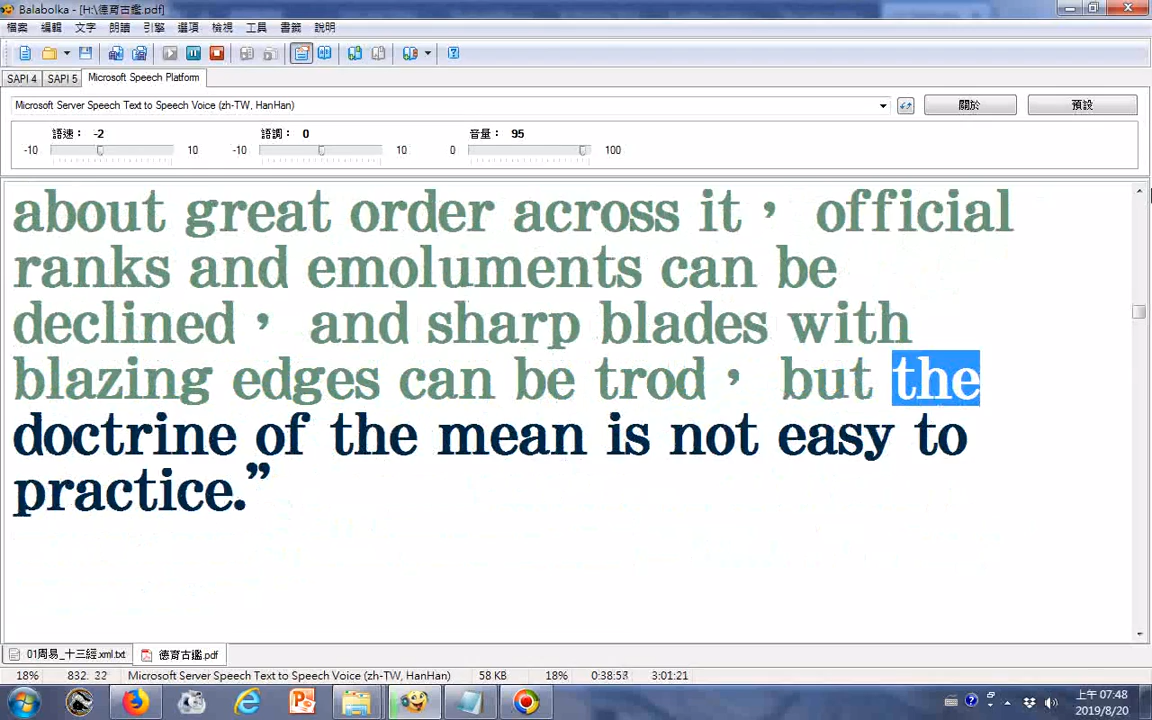 Balabolka - [H:\德育古鑑.pdf]
檔案 編輯 文字 朗讀 引擎 選項 檢視 工具 書籤 說明
SAPI 4 SAPI 5 Microsoft Speech Platform
Microsoft Server Speech Text to Speech Voice (zh-TW, HanHan) 關於 預設
語速： -2 語調： 0 音量： 95
-10 10 -10 10 0 100
about great order across it， official
ranks and emoluments can be
declined， and sharp blades with
blazing edges can be trod， but the
doctrine of the mean is not easy to
practice.”
01周易_十三經.xml.txt 德育古鑑.pdf
18% 832: 22 Microsoft Server Speech Text to Speech Voice (zh-TW, HanHan) 58 KB 18% 0:38:53 3:01:21
上午 07:48
2019/8/20